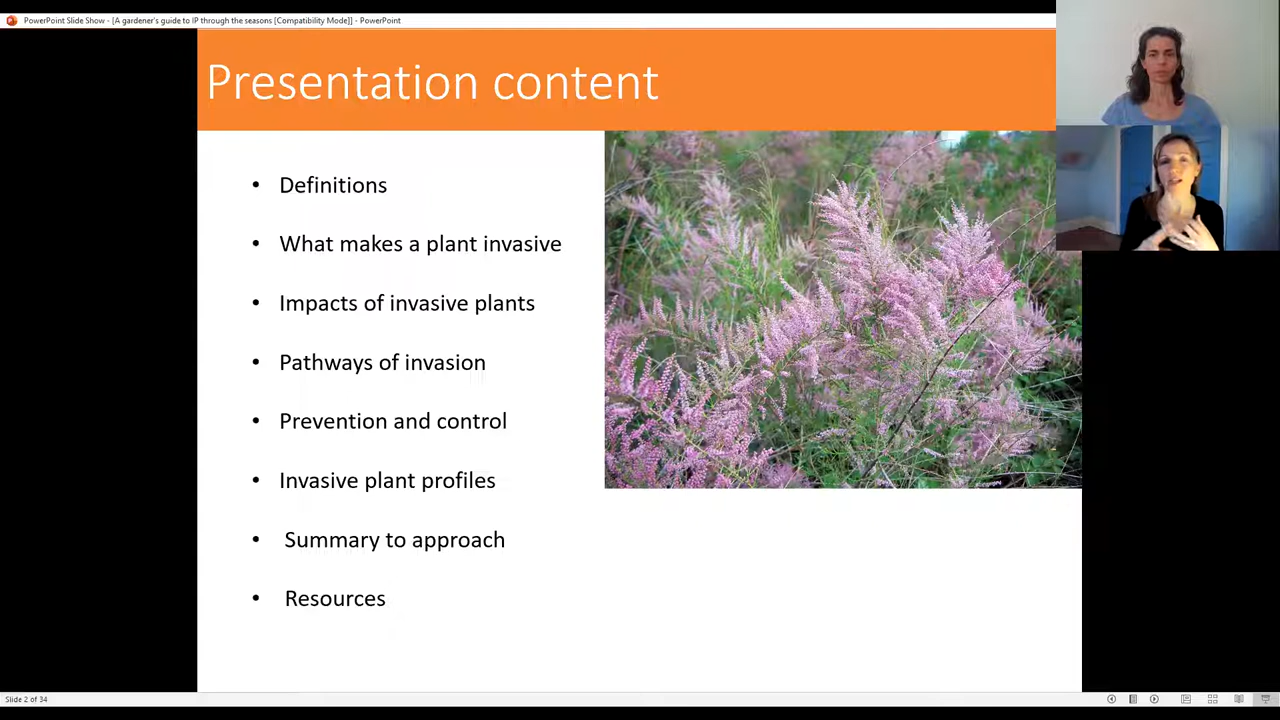 PowerPoint Slide Show - [A gardener's guide to IP through the seasons [Compatibility Mode]] - PowerPoint
Presentation content
• Definitions
• What makes a plant invasive
• Impacts of invasive plants
• Pathways of invasion
• Prevention and control
• Invasive plant profiles
• Summary to approach
• Resources
Slide 2 of 34